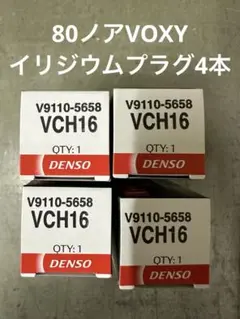 80ノアVOXY
イリジウムプラグ4本
V9110-5658
VCH16
QTY: 1
DENSO
V9110-5658
VCH16
QTY: 1
DENSO
V9110-5658
VCH16
QTY: 1
DENSO
V9110-5658
VCH16
QTY: 1
DENSO